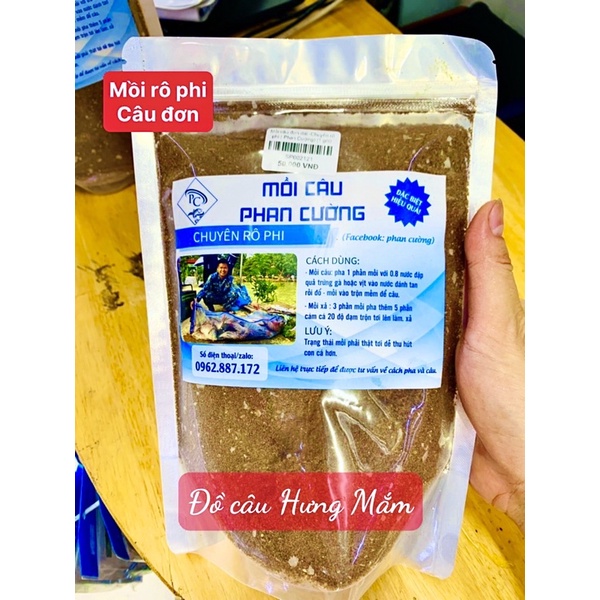 Mồi rô phi
Câu đơn
SP002121
50.000 VNĐ
PC
MỒI CÂU
PHAN CƯỜNG
ĐẶC BIỆT
HIỆU QUẢ!
CHUYÊN RÔ PHI
(Facebook: phan cường)
CÁCH DÙNG:
- Mồi câu: pha 1 phần mồi với 0.8 nước đập
quả trứng gà hoặc vịt vào nước đánh tan
rồi đổ - mồi vào trộn mềm để câu.
- Mồi xả : 3 phần mồi pha thêm 5 phần
cám cá 20 độ đạm trộn tơi lên làm. xả
LƯU Ý:
Trạng thái mồi phải thật tơi để thu hút
con cá hơn.
Số điện thoại/zalo:
0962.887.172
Liên hệ trực tiếp để được tư vấn về cách pha và câu.
Đồ câu Hưng Mắm